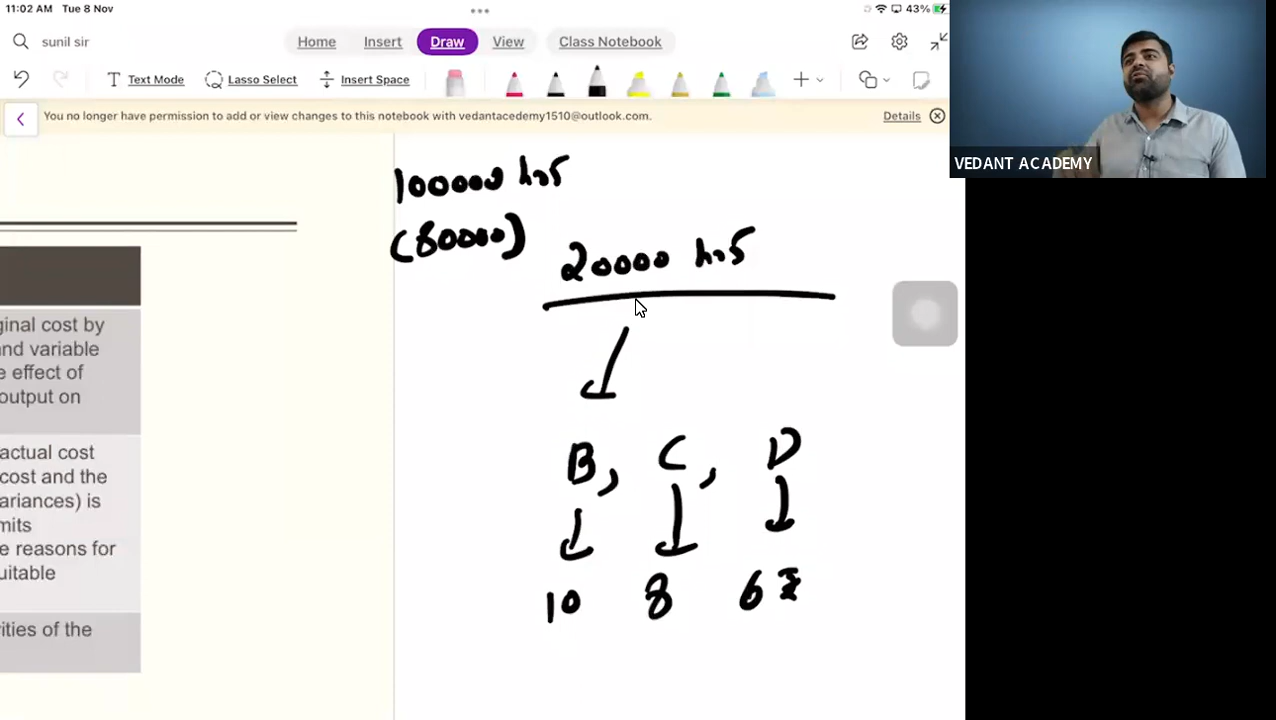 11:02 AM Tue 8 Nov
43%
sunil sir
Home Insert Draw View Class Notebook
Text Mode Lasso Select Insert Space
You no longer have permission to add or view changes to this notebook with vedantacedemy1510@outlook.com. Details
VEDANT ACADEMY
100000 hrs
(80000)
20000 hrs
B, C, D
10 8 6
ginal cost by
and variable
e effect of
output on
actual cost
cost and the
ariances) is
mits
e reasons for
uitable
ities of the